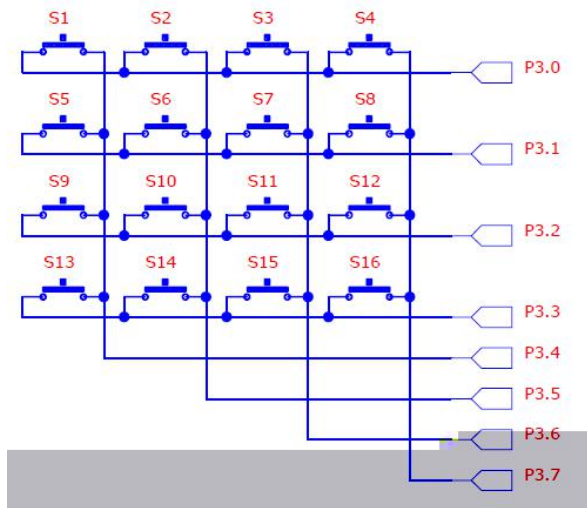 S1 S2 S3 S4
P3.0
S5 S6 S7 S8
P3.1
S9 S10 S11 S12
P3.2
S13 S14 S15 S16
P3.3
P3.4
P3.5
P3.6
P3.7